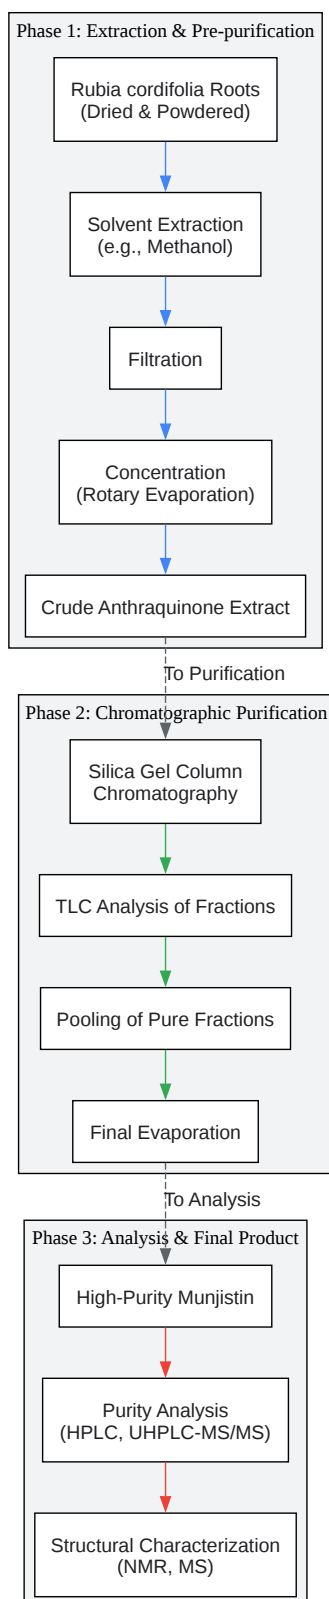 Phase 1: Extraction & Pre-purification
Rubia cordifolia Roots
(Dried & Powdered)
Solvent Extraction
(e.g., Methanol)
Filtration
Concentration
(Rotary Evaporation)
Crude Anthraquinone Extract
To Purification
Phase 2: Chromatographic Purification
Silica Gel Column
Chromatography
TLC Analysis of Fractions
Pooling of Pure Fractions
Final Evaporation
To Analysis
Phase 3: Analysis & Final Product
High-Purity Munjistin
Purity Analysis
(HPLC, UHPLC-MS/MS)
Structural Characterization
(NMR, MS)